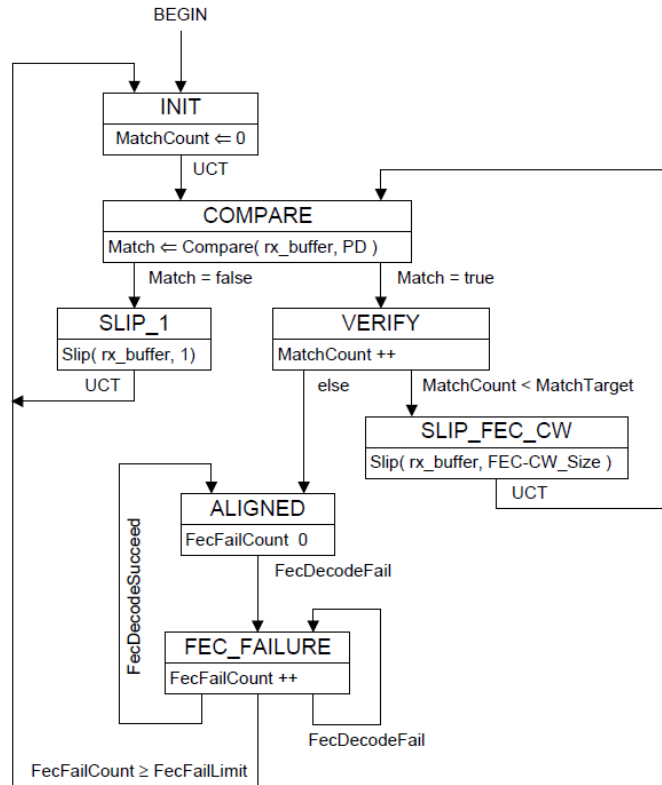 BEGIN
INIT
MatchCount ⇐ 0
UCT
COMPARE
Match ⇐ Compare( rx_buffer, PD )
Match = false
Match = true
SLIP_1
Slip( rx_buffer, 1)
UCT
VERIFY
MatchCount ++
else
MatchCount < MatchTarget
SLIP_FEC_CW
Slip( rx_buffer, FEC-CW_Size )
UCT
ALIGNED
FecFailCount 0
FecDecodeSucceed
FecDecodeFail
FEC_FAILURE
FecFailCount ++
FecDecodeFail
FecFailCount ≥ FecFailLimit